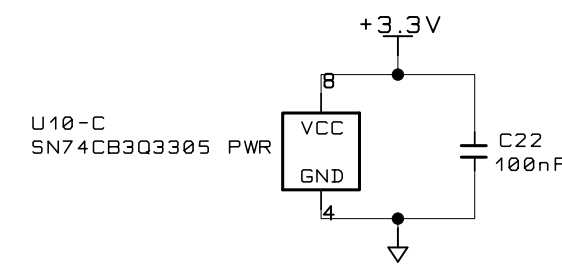 +3.3V
8
U10-C
SN74CB3Q3305 PWR
VCC
GND
C22
100nF
4